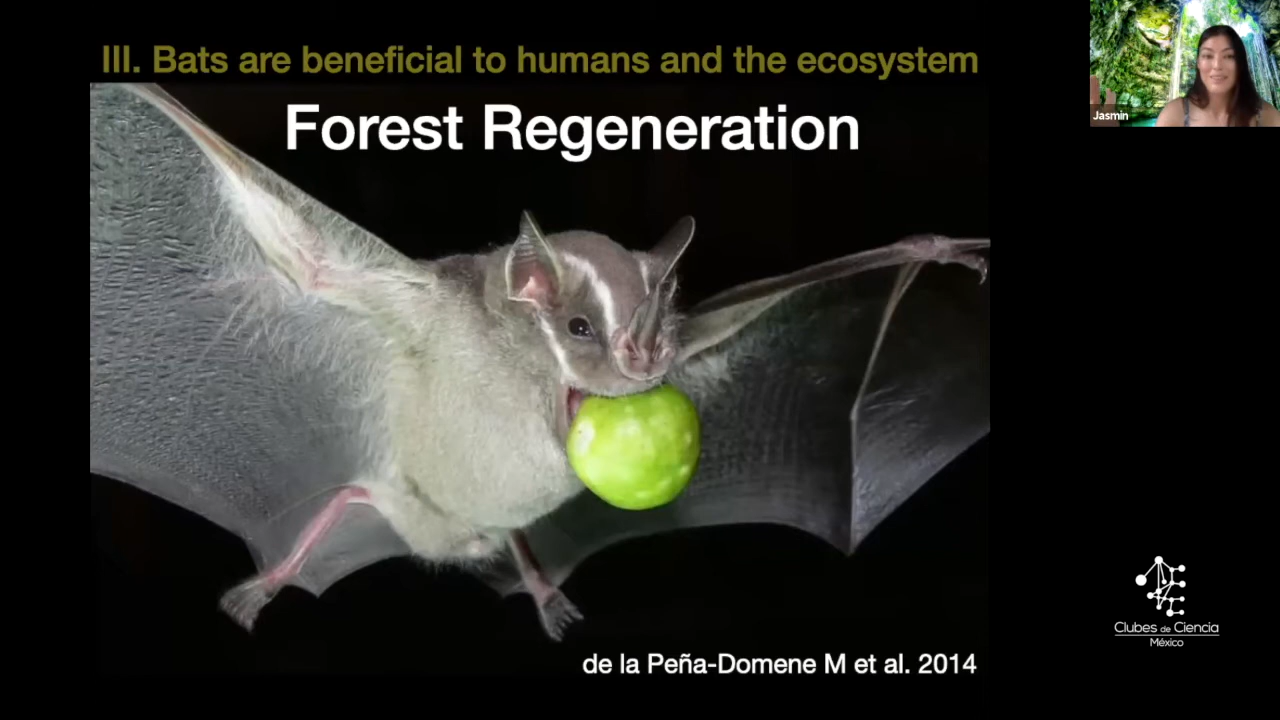 III. Bats are beneficial to humans and the ecosystem
Forest Regeneration
Jasmin
de la Peña-Domene M et al. 2014
Clubes de Ciencia
México